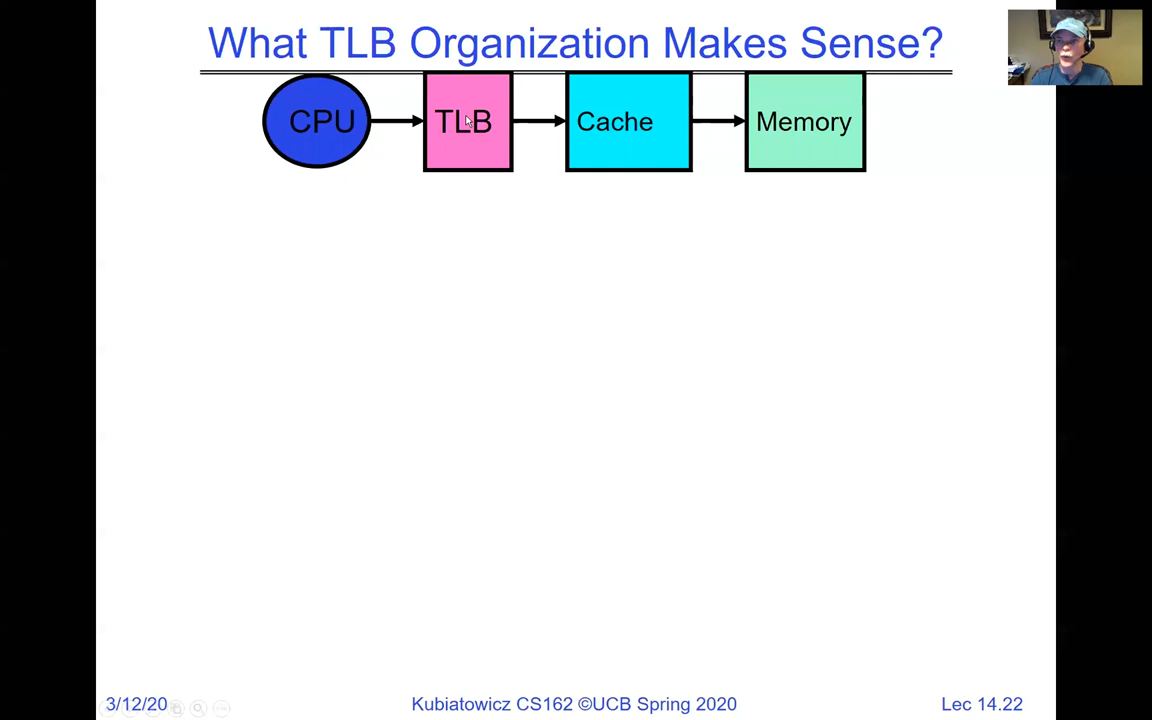 What TLB Organization Makes Sense?
CPU TLB Cache Memory
3/12/20 Kubiatowicz CS162 ©UCB Spring 2020 Lec 14.22